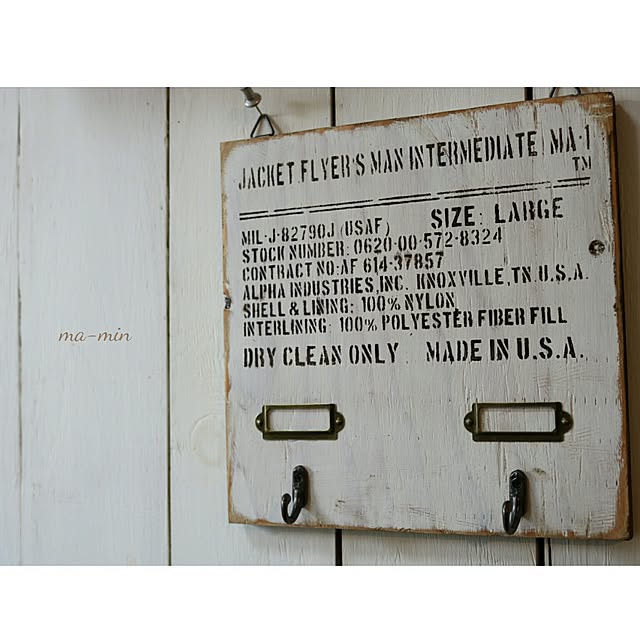 JACKET.FLYER'S MAN INTERMEDIATE MA-1
TM
SIZE: LARGE
MIL-J-82790J (USAF)
STOCK NUMBER: 0620-00-572-8324
CONTRACT NO:AF 614-37857
ALPHA INDUSTRIES,INC. KNOXVILLE,TN.U.S.A.
SHELL & LINING: 100% NYLON
INTERLINING: 100% POLYESTER FIBER FILL
DRY CLEAN ONLY MADE IN U.S.A.
ma-min